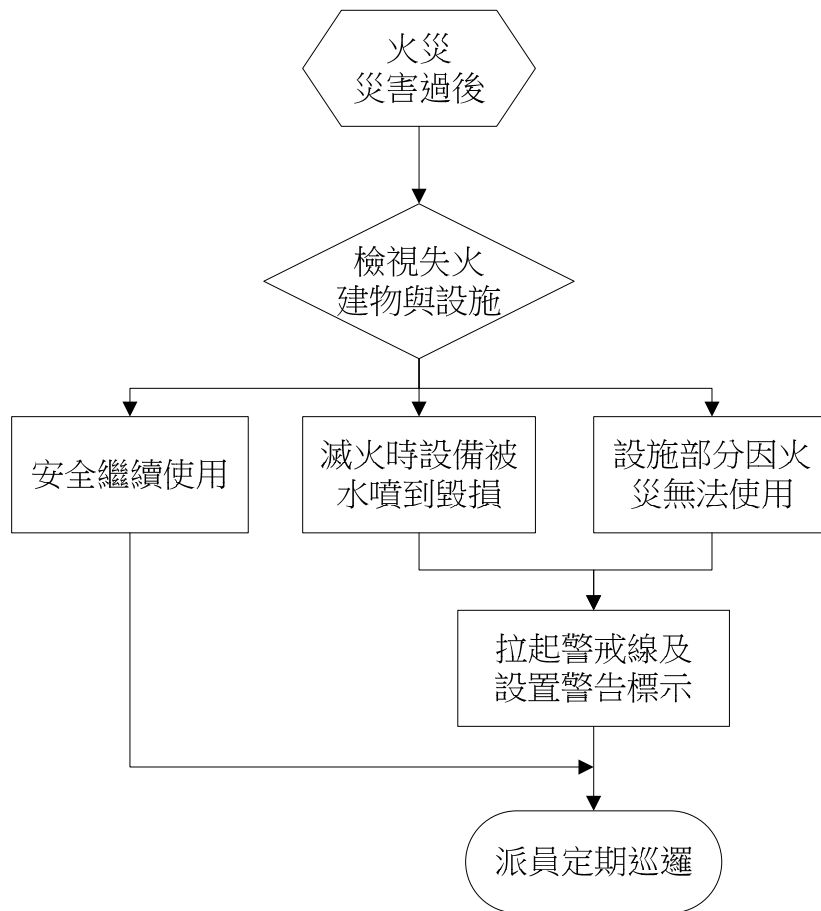 火災
災害過後
檢視失火
建物與設施
安全繼續使用
滅火時設備被
水噴到毀損
設施部分因火
災無法使用
拉起警戒線及
設置警告標示
派員定期巡邏